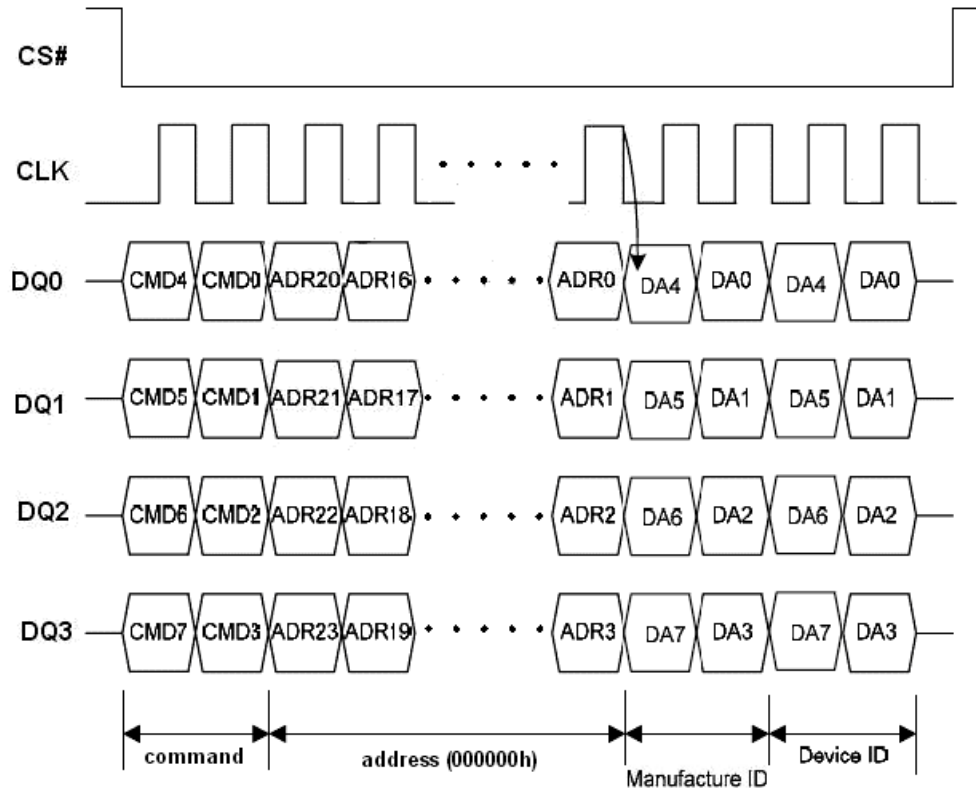 CS#
CLK
DQ0 CMD4 CMD0 ADR20 ADR16 ADR0 DA4 DA0 DA4 DA0
DQ1 CMD5 CMD1 ADR21 ADR17 ADR1 DA5 DA1 DA5 DA1
DQ2 CMD6 CMD2 ADR22 ADR18 ADR2 DA6 DA2 DA6 DA2
DQ3 CMD7 CMD3 ADR23 ADR19 ADR3 DA7 DA3 DA7 DA3
command address (000000h) Manufacture ID Device ID